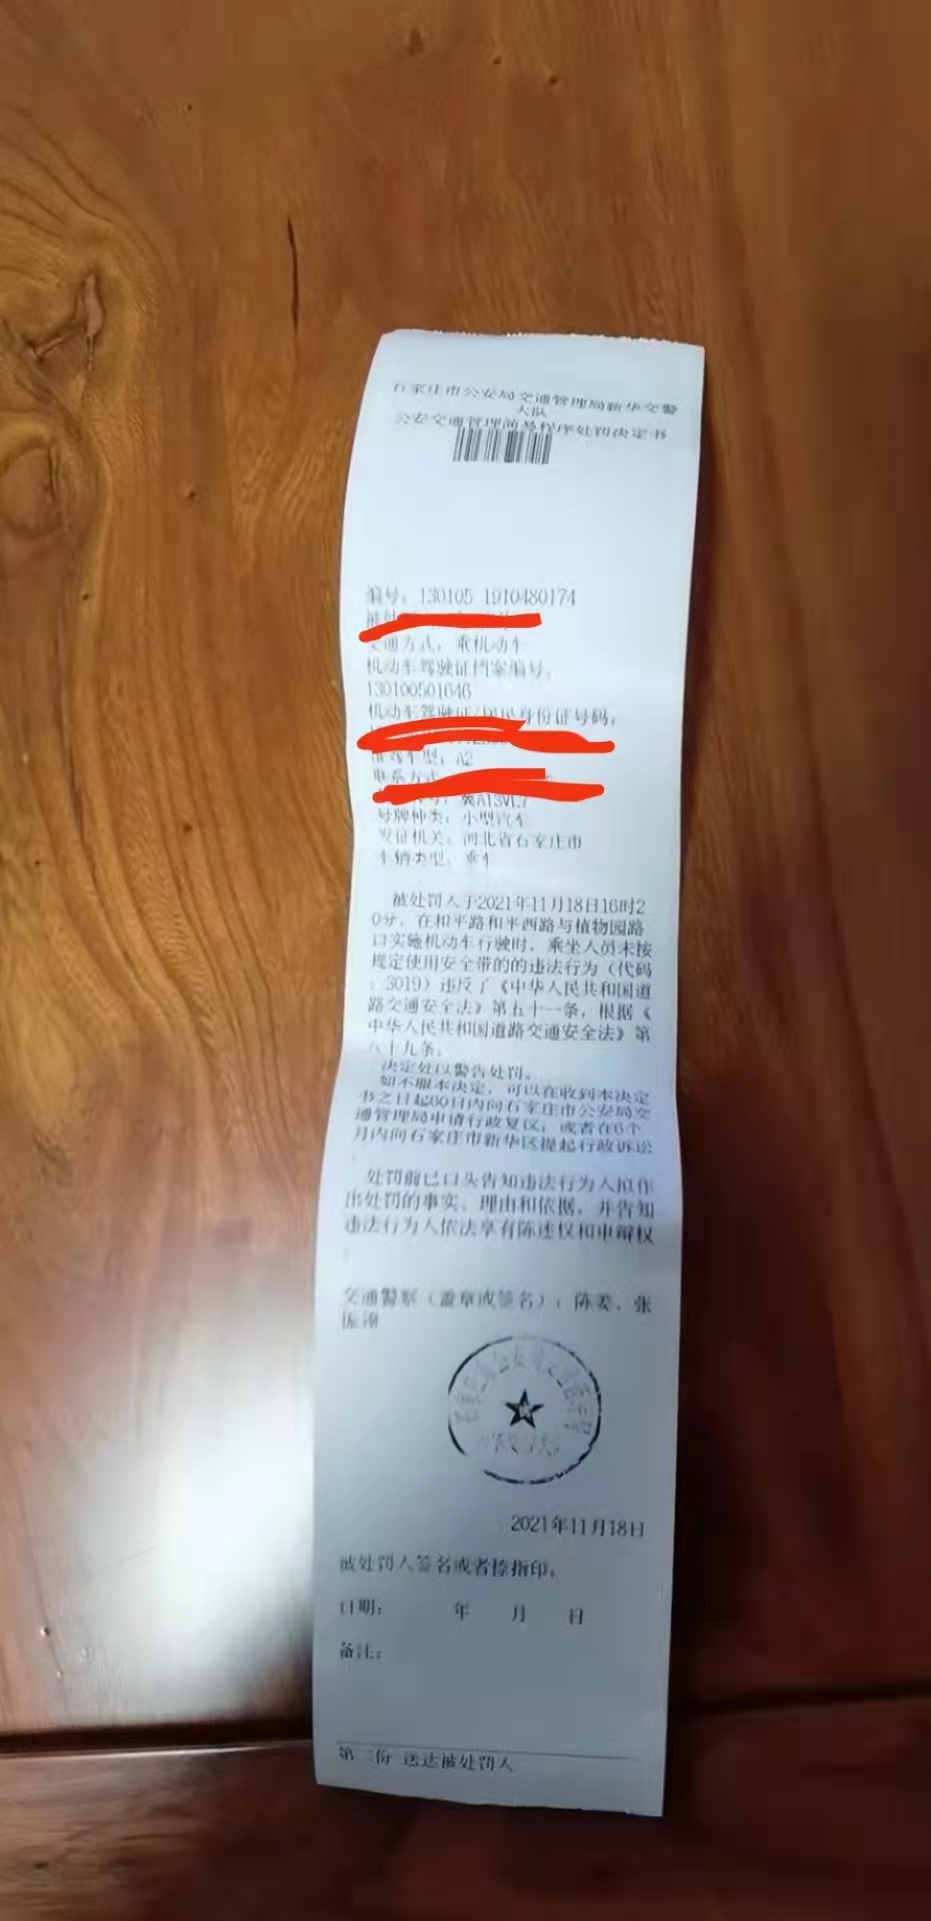 石家庄市公安局交通管理局新华交警
大队
公安交通管理简易程序处罚决定书
编号：130105 1910480174
交通方式：乘机动车
机动车驾驶证档案编号：
130100501646
机动车驾驶证/居民身份证号码：
准驾车型：A2
联系方式
冀A13VL7
号牌种类：小型汽车
发证机关：河北省石家庄市
车辆类型：乘车
被处罚人于2021年11月18日16时2
0分，在和平路和平西路与植物园路
口实施机动车行驶时，乘坐人员未按
规定使用安全带的的违法行为（代码
：3019）违反了《中华人民共和国道
路交通安全法》第五十一条，根据《
中华人民共和国道路交通安全法》第
八十九条，
决定处以警告处罚。
如不服本决定，可以在收到本决定
书之日起60日内向石家庄市公安局交
通管理局申请行政复议；或者在6个
月内向石家庄市新华区提起行政诉讼
。
处罚前已口头告知违法行为人拟作
出处罚的事实、理由和依据，并告知
违法行为人依法享有陈述权和申辩权
。
交通警察（盖章或签名）：陈姜、张
振
2021年11月18日
被处罚人签名或者捺指印：
日期： 年 月 日
备注：
第二份 送达被处罚人